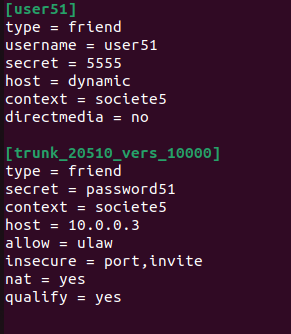 [user51]
type = friend
username = user51
secret = 5555
host = dynamic
context = societe5
directmedia = no
[trunk_20510_vers_10000]
type = friend
secret = password51
context = societe5
host = 10.0.0.3
allow = ulaw
insecure = port,invite
nat = yes
qualify = yes